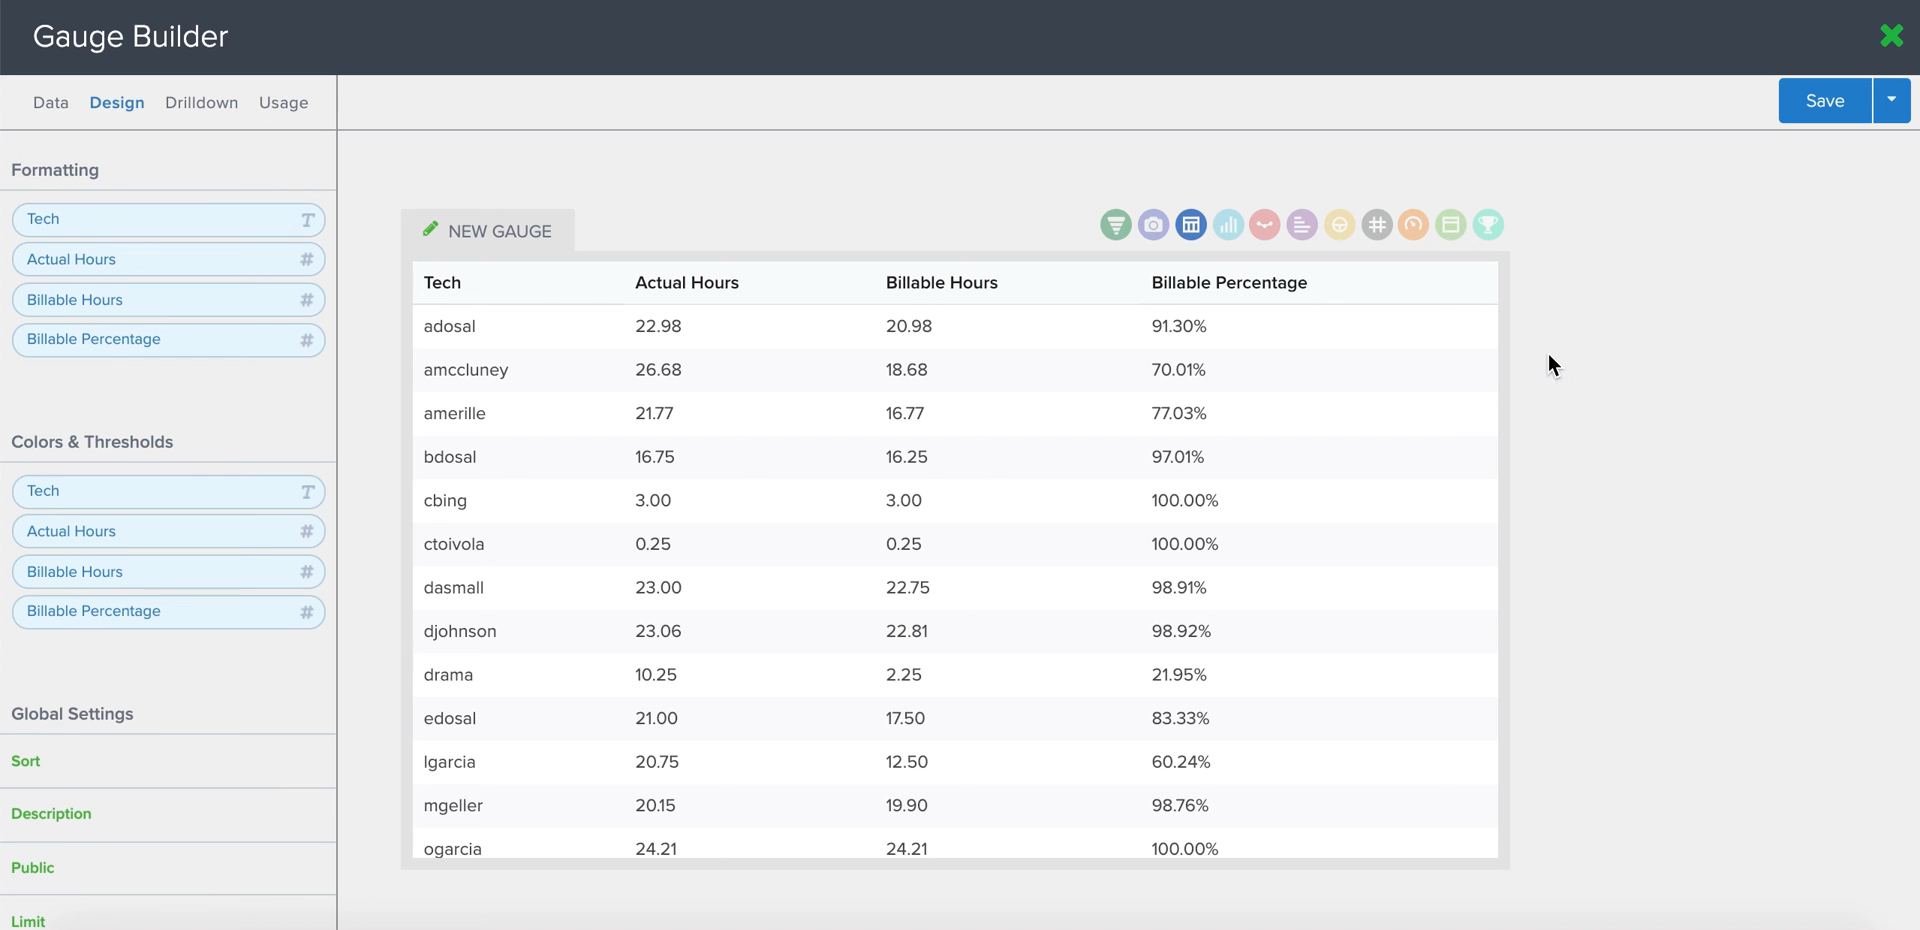 Gauge Builder
Data Design Drilldown Usage
Save
Formatting
Tech T
Actual Hours #
Billable Hours #
Billable Percentage #
Colors & Thresholds
Tech T
Actual Hours #
Billable Hours #
Billable Percentage #
Global Settings
Sort
Description
Public
Limit
NEW GAUGE
Tech Actual Hours Billable Hours Billable Percentage
adosal 22.98 20.98 91.30%
amccluney 26.68 18.68 70.01%
amerille 21.77 16.77 77.03%
bdosal 16.75 16.25 97.01%
cbing 3.00 3.00 100.00%
ctoivola 0.25 0.25 100.00%
dasmall 23.00 22.75 98.91%
djohnson 23.06 22.81 98.92%
drama 10.25 2.25 21.95%
edosal 21.00 17.50 83.33%
lgarcia 20.75 12.50 60.24%
mgeller 20.15 19.90 98.76%
ogarcia 24.21 24.21 100.00%